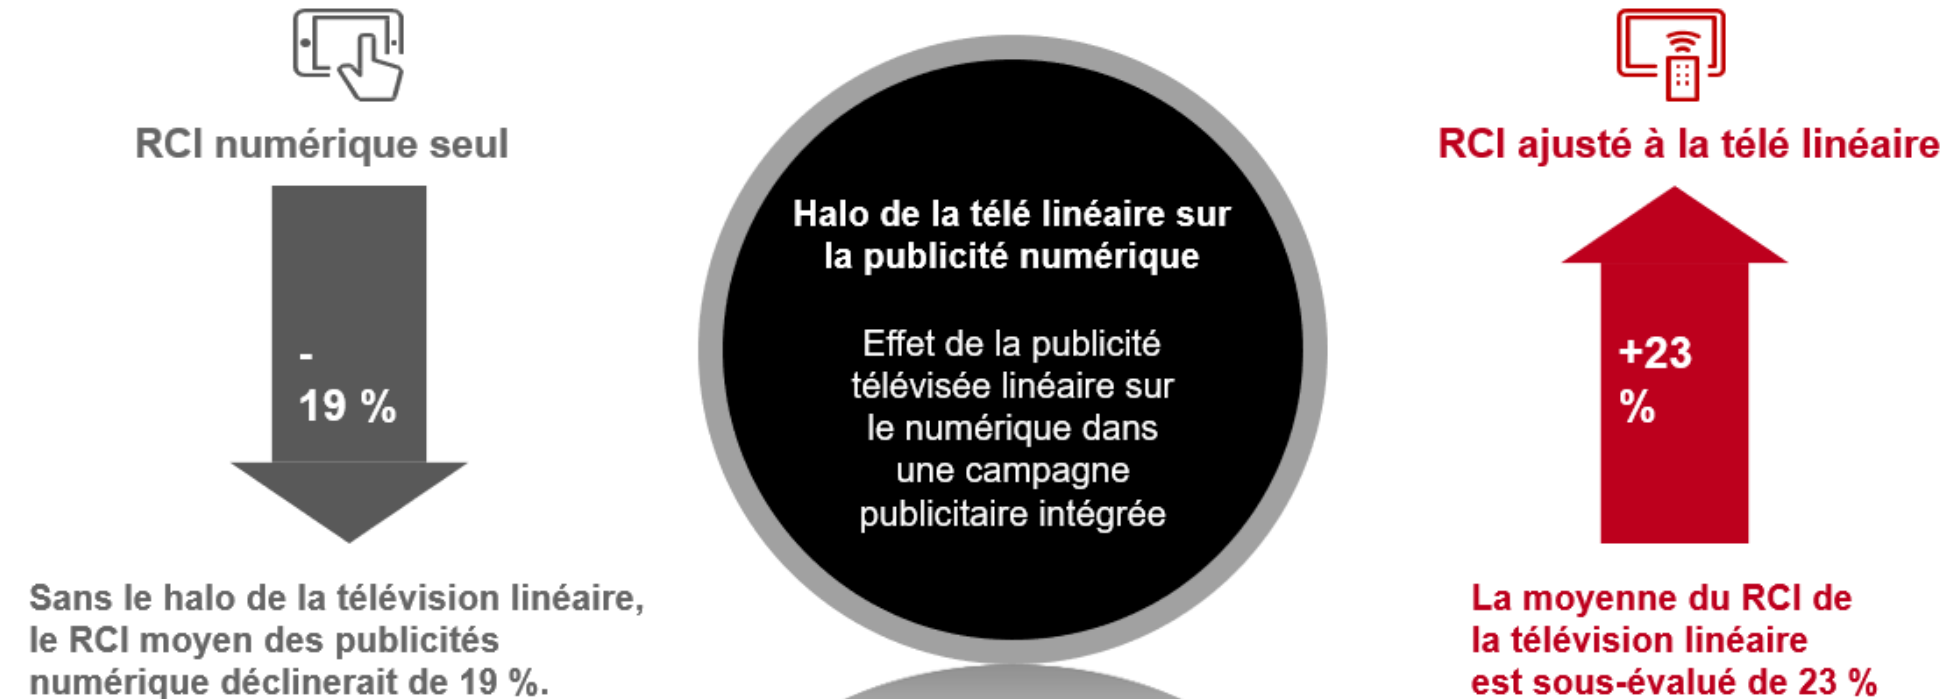 RCI numérique seul
-
19 %
Sans le halo de la télévision linéaire,
le RCI moyen des publicités
numérique déclinerait de 19 %.
Halo de la télé linéaire sur
la publicité numérique
Effet de la publicité
télévisée linéaire sur
le numérique dans
une campagne
publicitaire intégrée
RCI ajusté à la télé linéaire
+23
%
La moyenne du RCI de
la télévision linéaire
est sous-évalué de 23 %